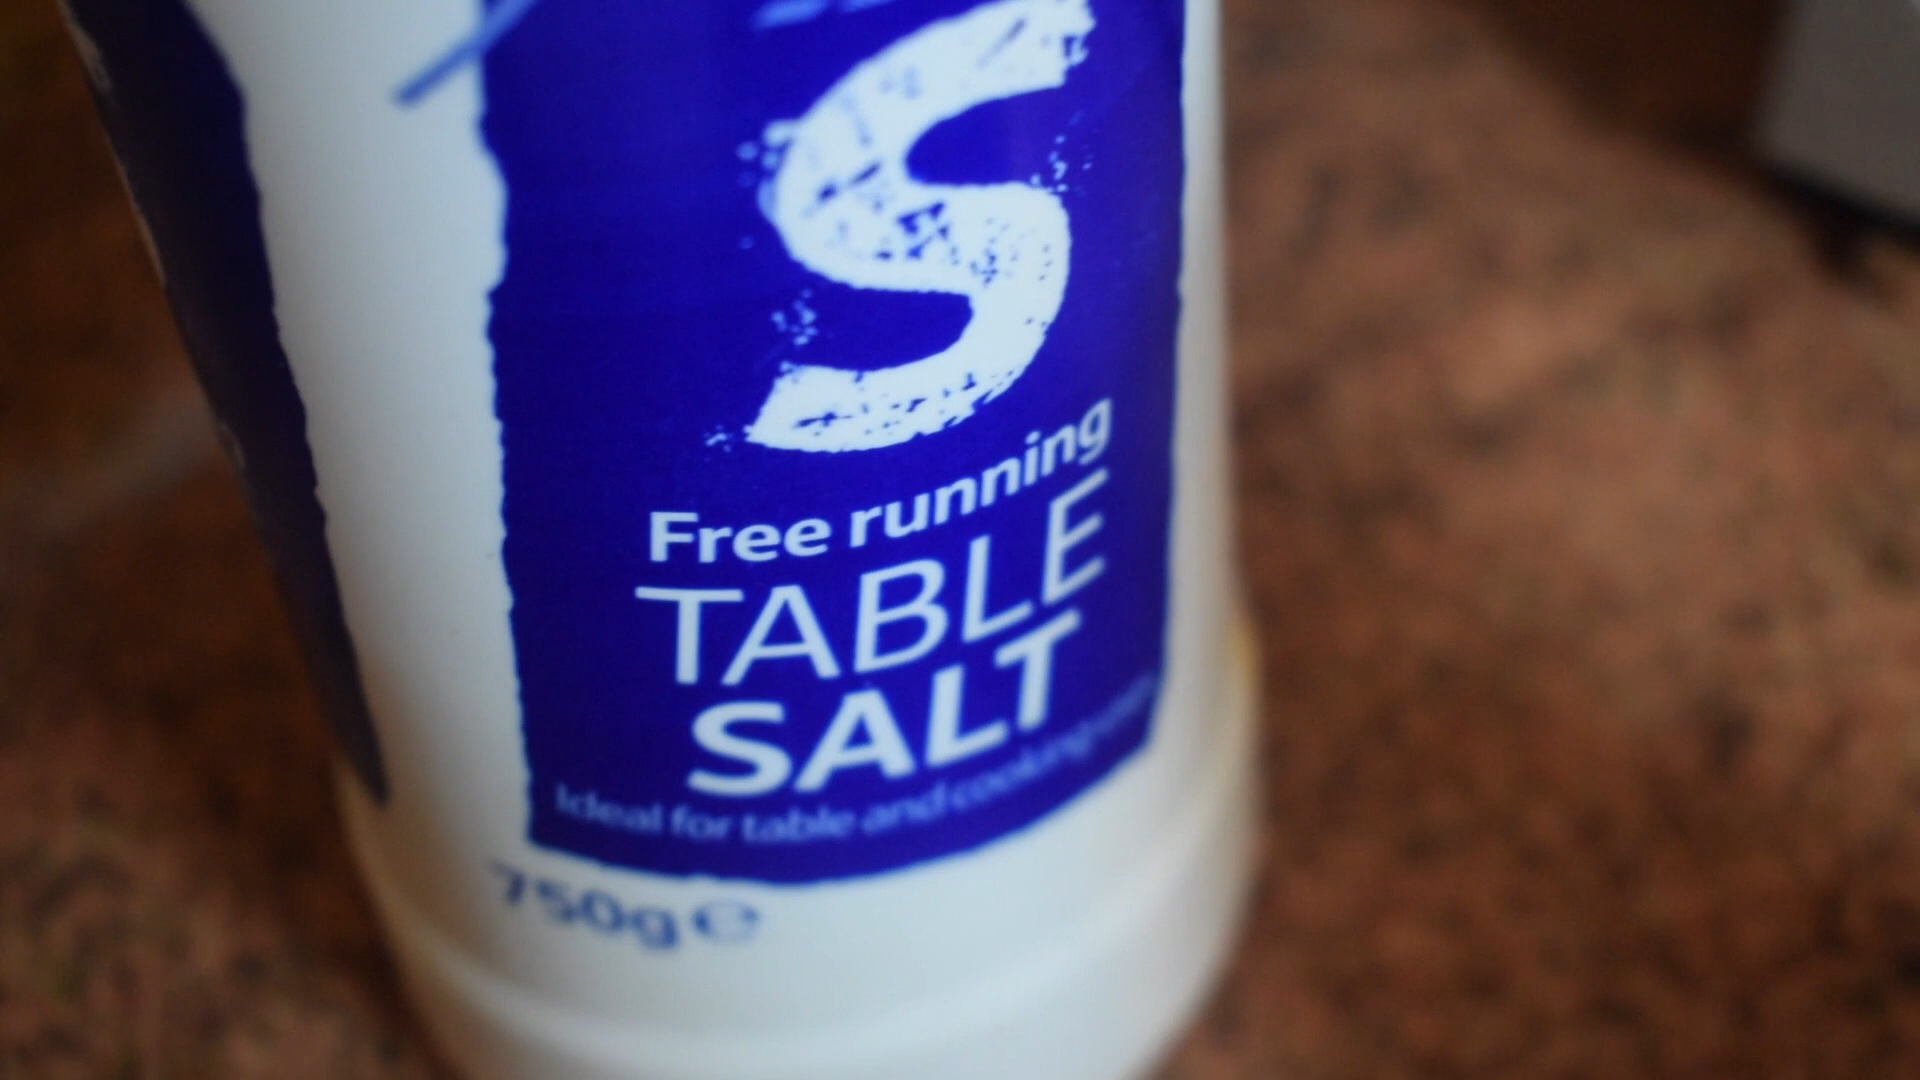 S
Free running
TABLE
SALT
Ideal for table and cooking
750g e